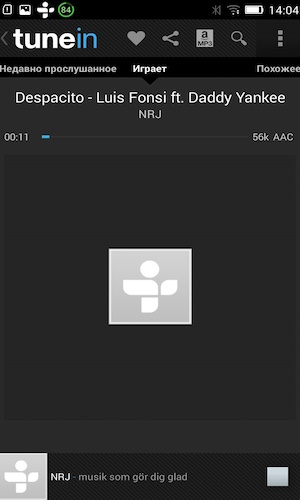 84 14:04
tunein a MP3
Недавно прослушанное Играет Похожее
Despacito - Luis Fonsi ft. Daddy Yankee
NRJ
00:11 56k AAC
NRJ - musik som gör dig glad